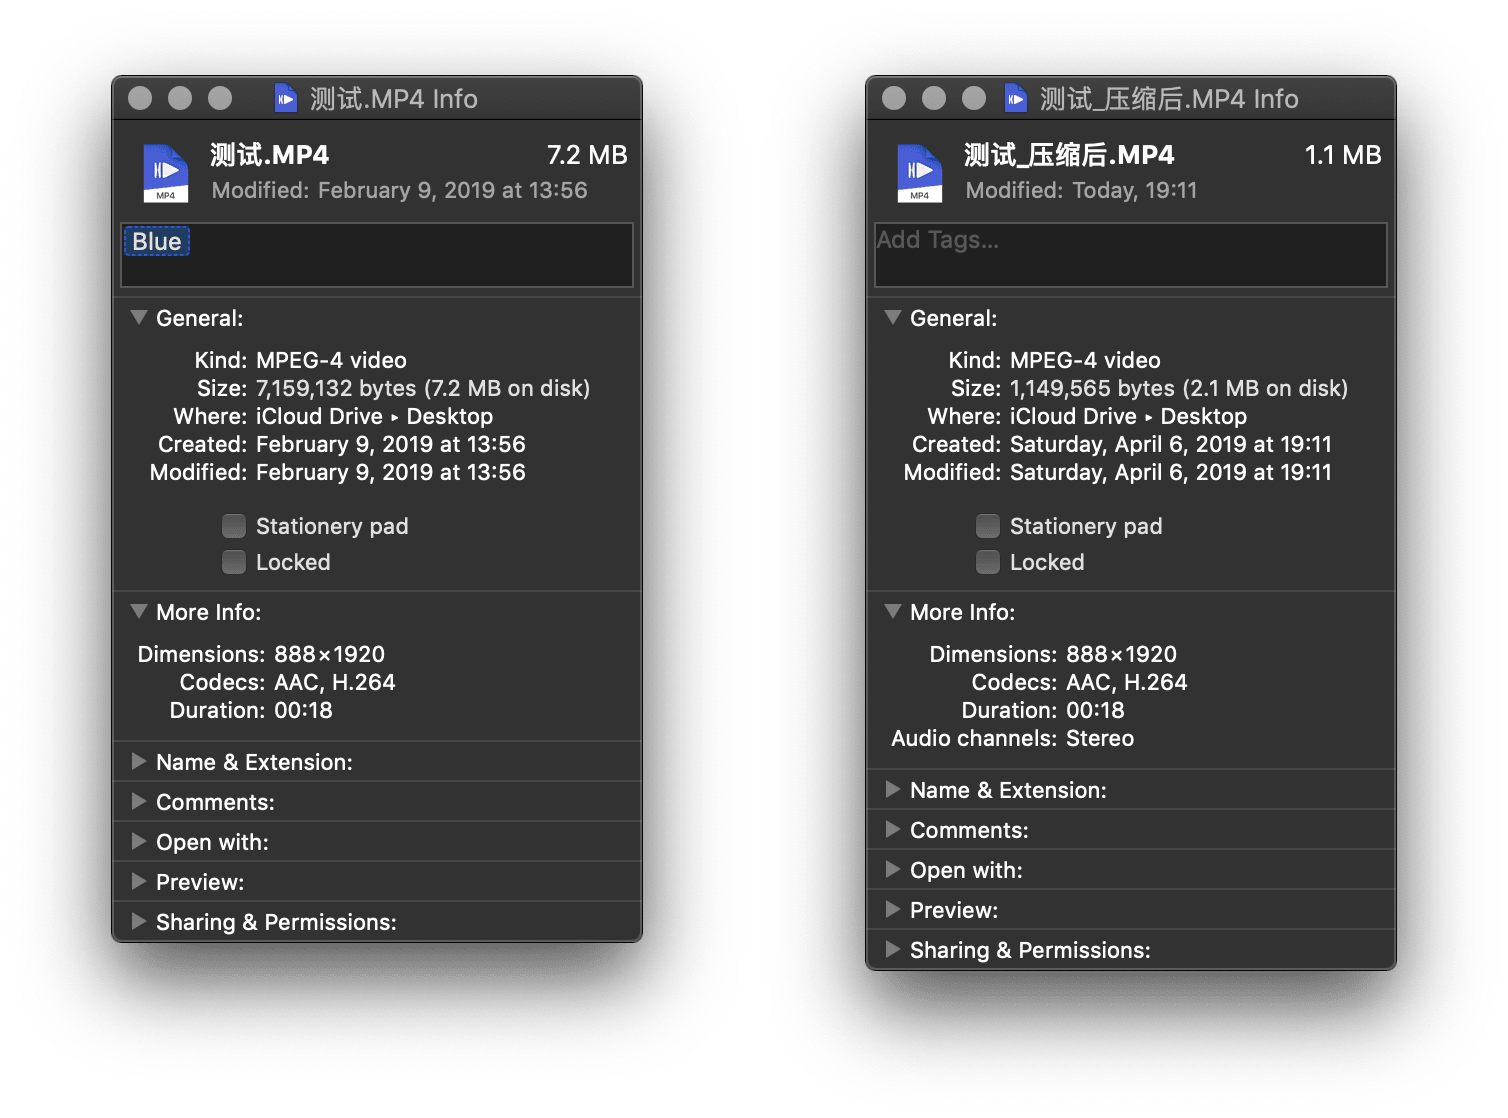 测试.MP4 Info
MP4
测试.MP4 7.2 MB
Modified: February 9, 2019 at 13:56
Blue
General:
Kind: MPEG-4 video
Size: 7,159,132 bytes (7.2 MB on disk)
Where: iCloud Drive ▸ Desktop
Created: February 9, 2019 at 13:56
Modified: February 9, 2019 at 13:56
Stationery pad
Locked
More Info:
Dimensions: 888×1920
Codecs: AAC, H.264
Duration: 00:18
Name & Extension:
Comments:
Open with:
Preview:
Sharing & Permissions:
测试_压缩后.MP4 Info
MP4
测试_压缩后.MP4 1.1 MB
Modified: Today, 19:11
Add Tags...
General:
Kind: MPEG-4 video
Size: 1,149,565 bytes (2.1 MB on disk)
Where: iCloud Drive ▸ Desktop
Created: Saturday, April 6, 2019 at 19:11
Modified: Saturday, April 6, 2019 at 19:11
Stationery pad
Locked
More Info:
Dimensions: 888×1920
Codecs: AAC, H.264
Duration: 00:18
Audio channels: Stereo
Name & Extension:
Comments:
Open with:
Preview:
Sharing & Permissions: